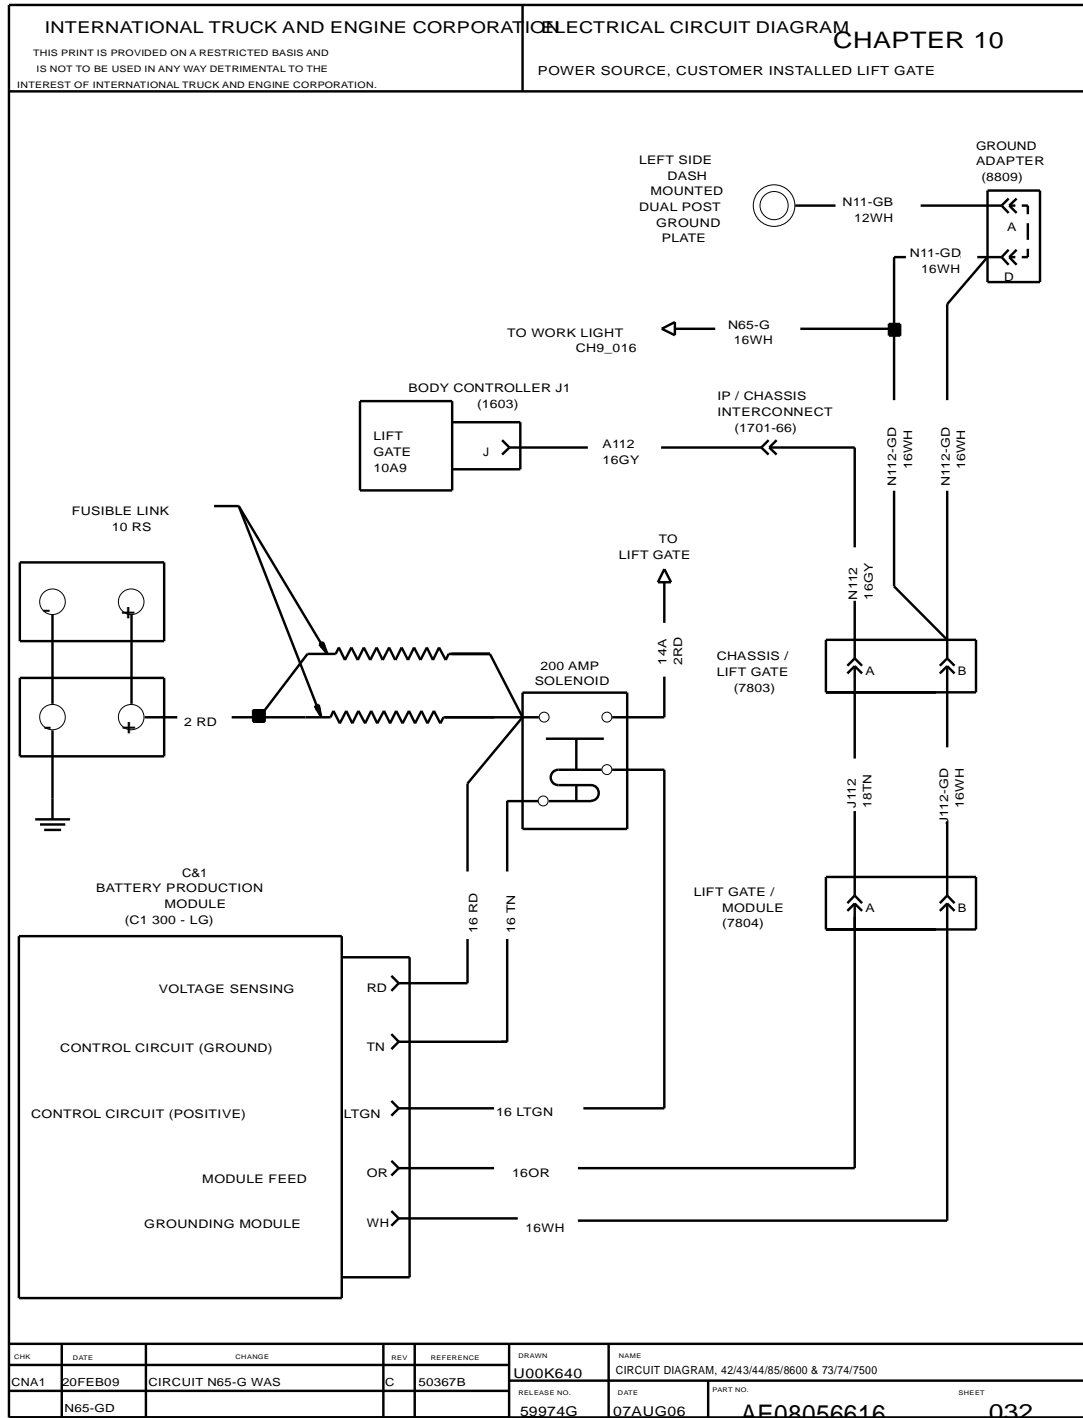 INTERNATIONAL TRUCK AND ENGINE CORPORATION
THIS PRINT IS PROVIDED ON A RESTRICTED BASIS AND
IS NOT TO BE USED IN ANY WAY DETRIMENTAL TO THE
INTEREST OF INTERNATIONAL TRUCK AND ENGINE CORPORATION.
ELECTRICAL CIRCUIT DIAGRAM
CHAPTER 10
POWER SOURCE, CUSTOMER INSTALLED LIFT GATE
GROUND
ADAPTER
(8809)
LEFT SIDE
DASH
MOUNTED
DUAL POST
GROUND
PLATE
N11-GB
12WH
A
N11-GD
16WH
D
TO WORK LIGHT
CH9_016
N65-G
16WH
BODY CONTROLLER J1
(1603)
LIFT
GATE
10A9
J
A112
16GY
IP / CHASSIS
INTERCONNECT
(1701-66)
N112-GD
16WH
N112-GD
16WH
FUSIBLE LINK
10 RS
TO
LIFT GATE
N112
16GY
- +
- +
2 RD
14A
2RD
200 AMP
SOLENOID
CHASSIS /
LIFT GATE
(7803)
A
B
J112
18TN
J112-GD
16WH
LIFT GATE /
MODULE
(7804)
A
B
C&1
BATTERY PRODUCTION
MODULE
(C1 300 - LG)
16 RD
16 TN
VOLTAGE SENSING
RD
CONTROL CIRCUIT (GROUND)
TN
CONTROL CIRCUIT (POSITIVE)
LTGN
16 LTGN
MODULE FEED
OR
16OR
GROUNDING MODULE
WH
16WH
CHK DATE CHANGE REV REFERENCE
CNA1 20FEB09 CIRCUIT N65-G WAS C 50367B
N65-GD
DRAWN
U00K640
NAME
CIRCUIT DIAGRAM, 42/43/44/85/8600 & 73/74/7500
RELEASE NO.
59974G
DATE
07AUG06
PART NO.
AE08056616
SHEET
032